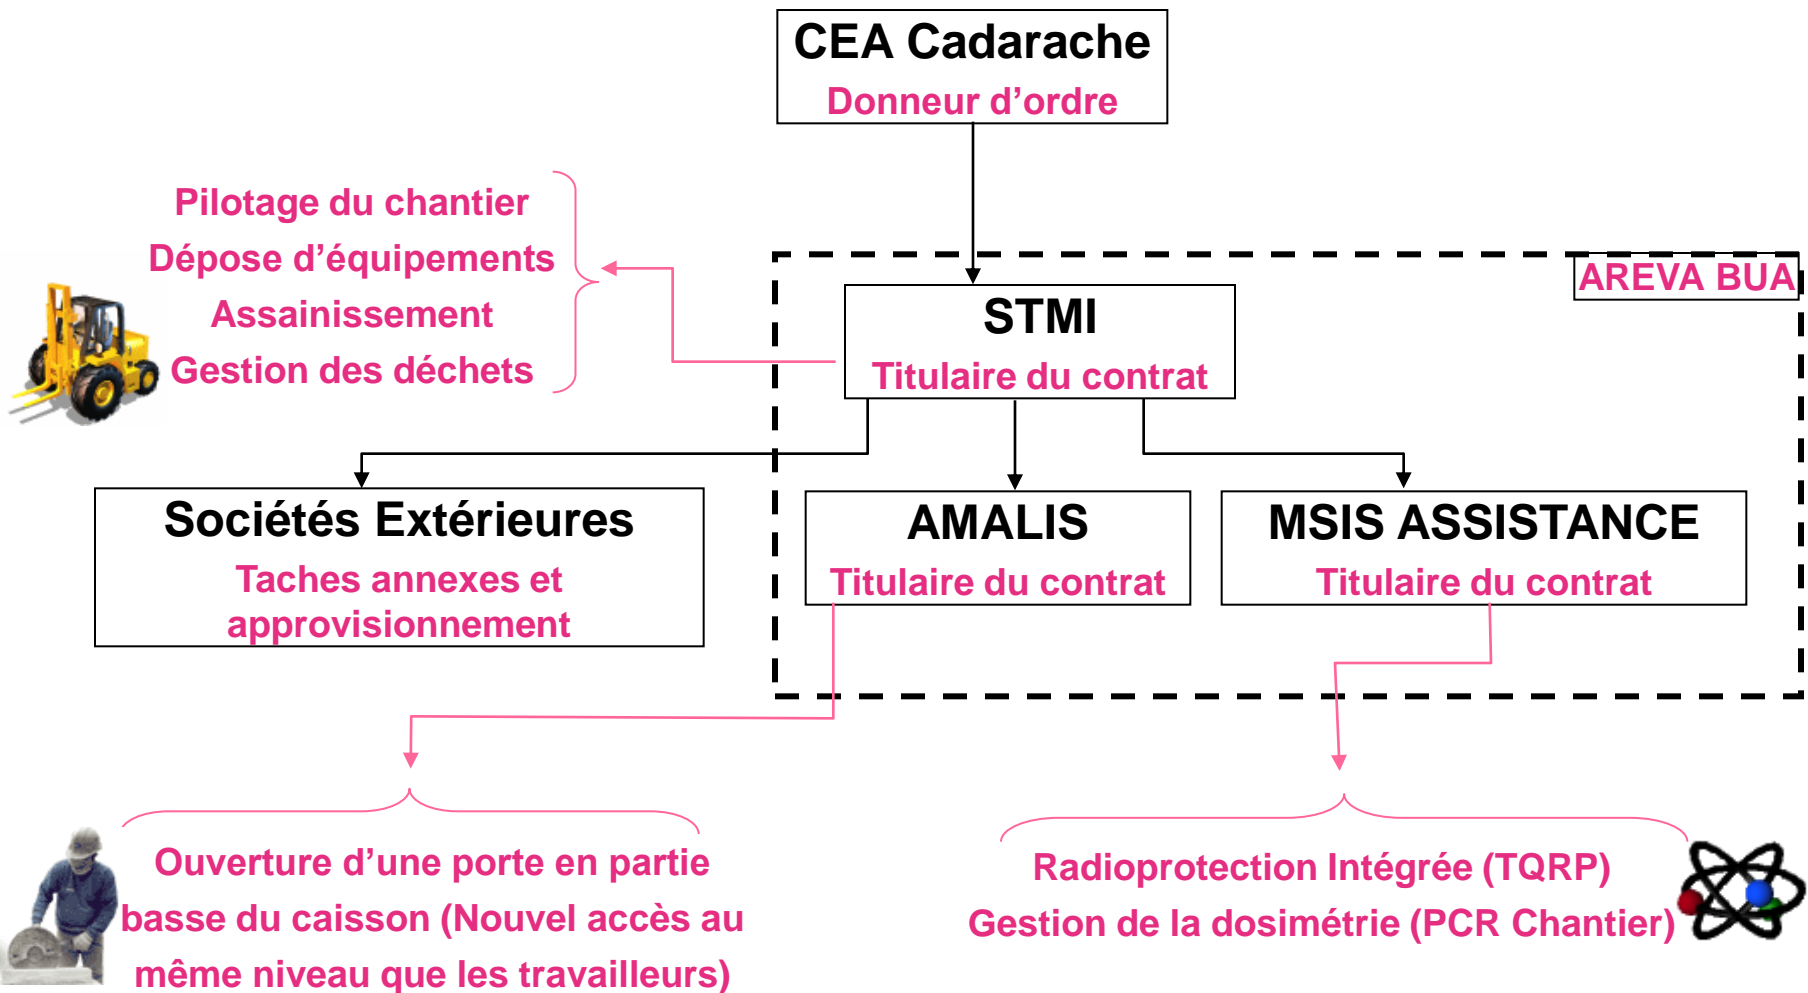 CEA Cadarache
Donneur d’ordre
Pilotage du chantier
Dépose d’équipements
Assainissement
Gestion des déchets
AREVA BUA
STMI
Titulaire du contrat
Sociétés Extérieures
Taches annexes et
approvisionnement
AMALIS
Titulaire du contrat
MSIS ASSISTANCE
Titulaire du contrat
Ouverture d’une porte en partie
basse du caisson (Nouvel accès au
même niveau que les travailleurs)
Radioprotection Intégrée (TQRP)
Gestion de la dosimétrie (PCR Chantier)